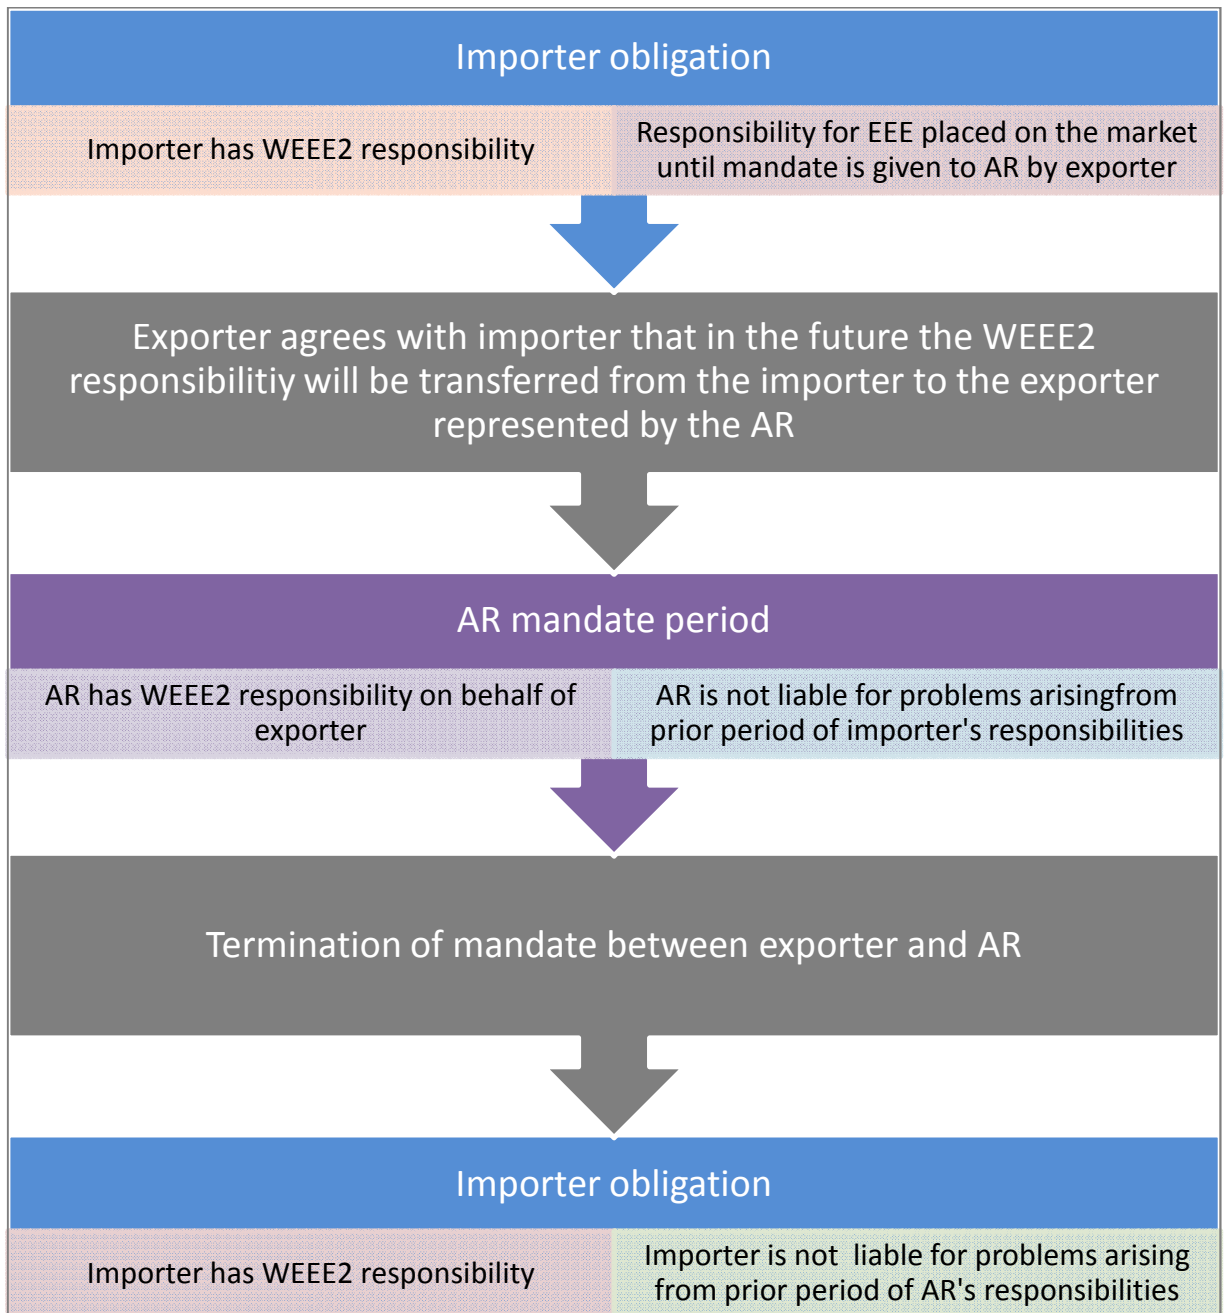 Importer obligation
Importer has WEEE2 responsibility
Responsibility for EEE placed on the market
until mandate is given to AR by exporter
Exporter agrees with importer that in the future the WEEE2
responsibilitiy will be transferred from the importer to the exporter
represented by the AR
AR mandate period
AR has WEEE2 responsibility on behalf of
exporter
AR is not liable for problems arisingfrom
prior period of importer's responsibilities
Termination of mandate between exporter and AR
Importer obligation
Importer has WEEE2 responsibility
Importer is not  liable for problems arising
from prior period of AR's responsibilities